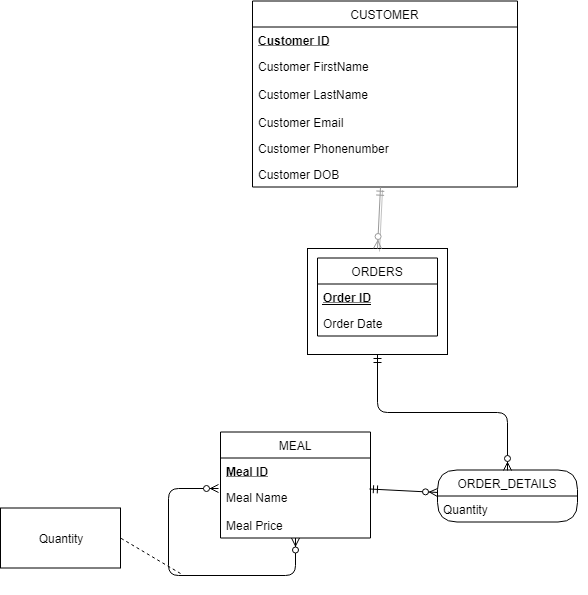 CUSTOMER
Customer ID
Customer FirstName
Customer LastName
Customer Email
Customer Phonenumber
Customer DOB
ORDERS
Order ID
Order Date
MEAL
Meal ID
Meal Name
Meal Price
ORDER_DETAILS
Quantity
Quantity